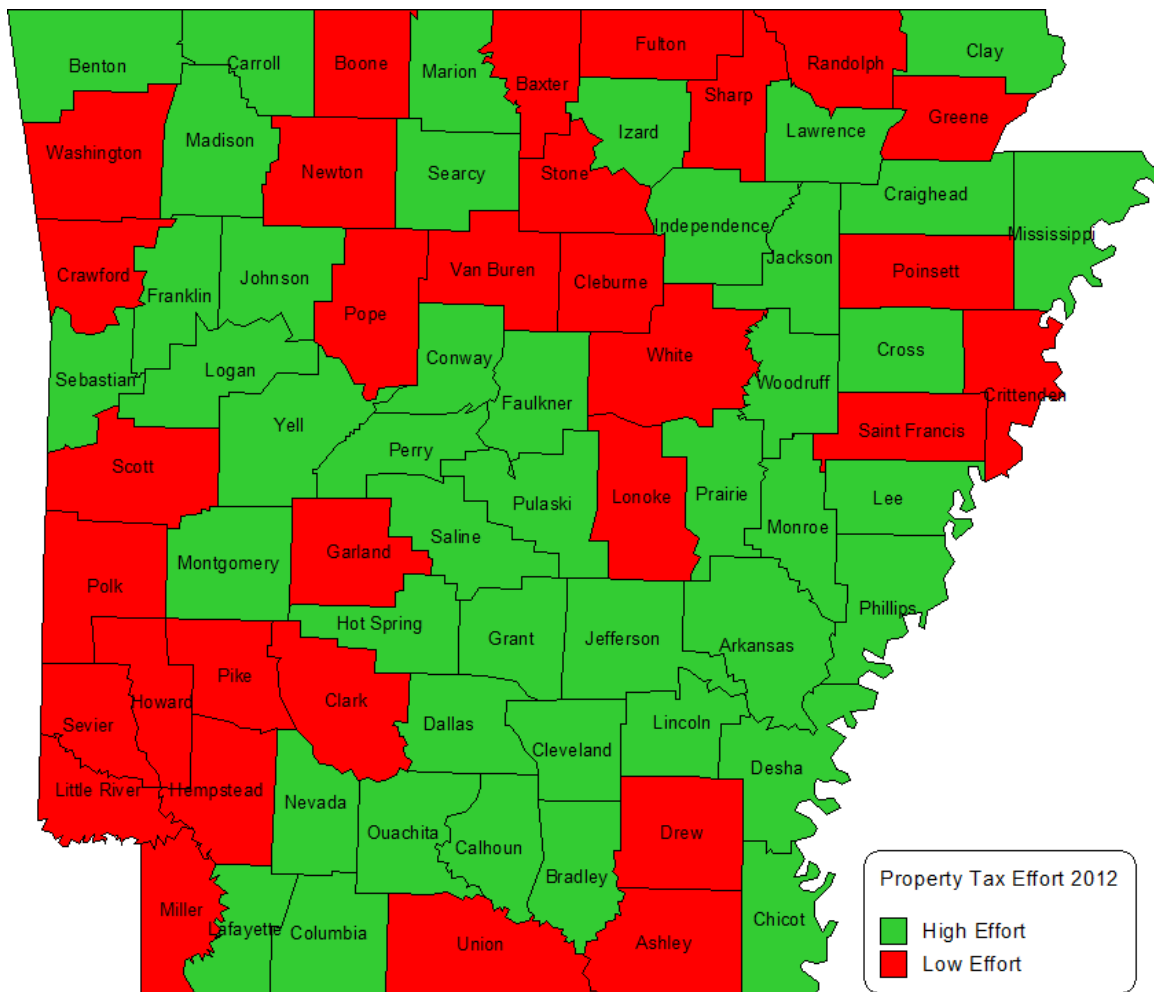 Benton
Carroll
Boone
Marion
Baxter
Fulton
Sharp
Randolph
Clay
Greene
Lawrence
Izard
Washington
Madison
Newton
Searcy
Stone
Independence
Jackson
Craighead
Mississippi
Crawford
Franklin
Johnson
Pope
Van Buren
Cleburne
Poinsett
Sebastian
Logan
Conway
Faulkner
White
Woodruff
Cross
Crittenden
Yell
Perry
Saint Francis
Scott
Pulaski
Lonoke
Prairie
Monroe
Lee
Montgomery
Garland
Saline
Polk
Hot Spring
Grant
Jefferson
Arkansas
Phillips
Pike
Howard
Clark
Sevier
Dallas
Cleveland
Lincoln
Desha
Little River
Hempstead
Nevada
Ouachita
Calhoun
Bradley
Drew
Miller
Lafayette
Columbia
Union
Ashley
Chicot
Property Tax Effort 2012
High Effort
Low Effort